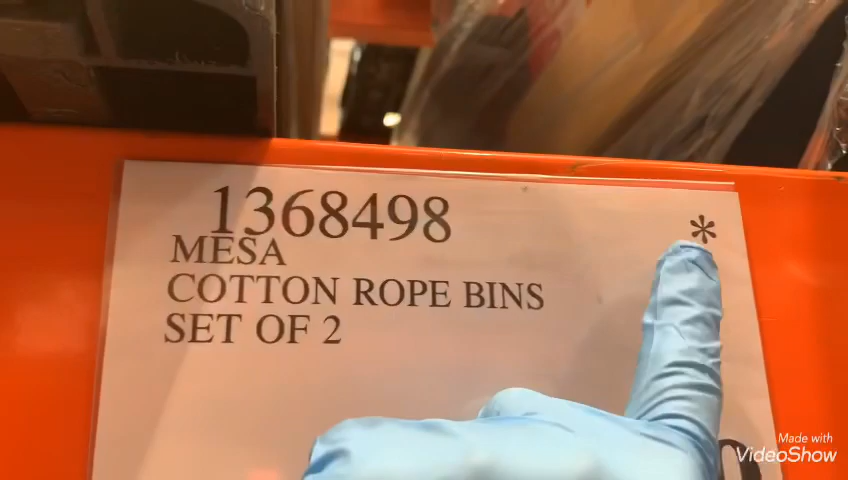 1368498
*
MESA
COTTON ROPE BINS
SET OF 2
Made with
VideoShow